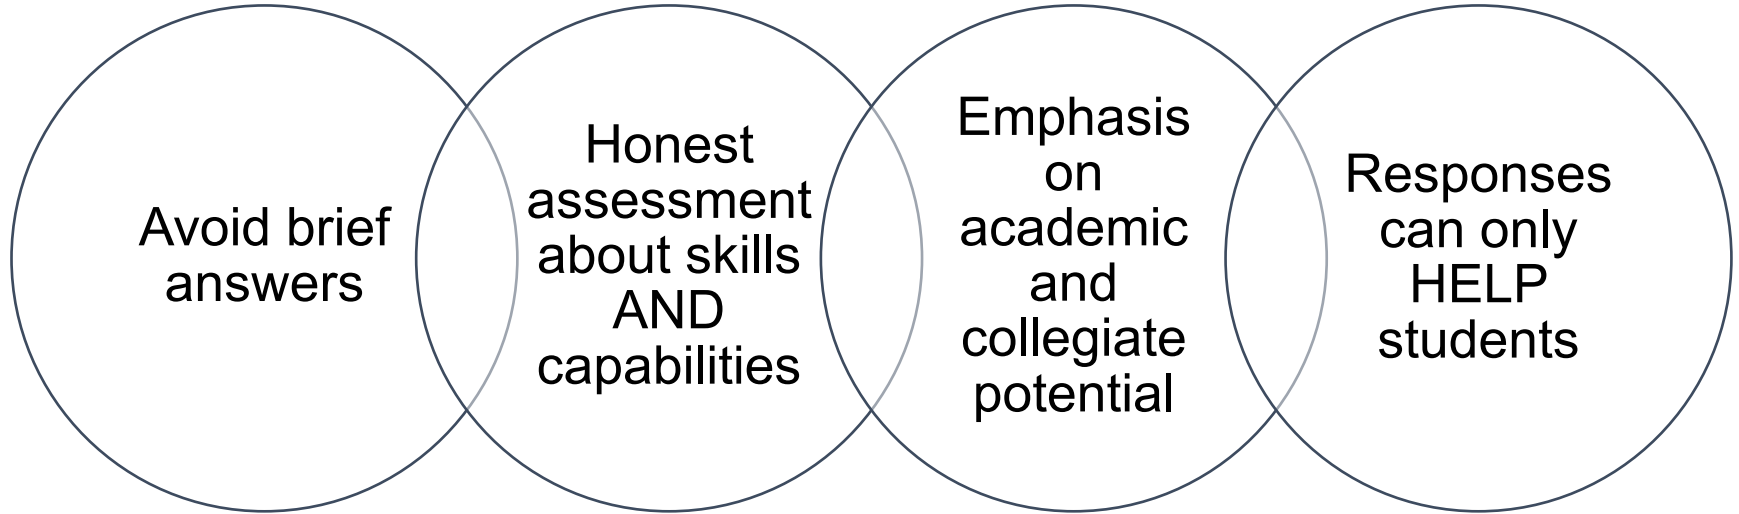 Avoid brief
answers
Honest
assessment
about skills
AND
capabilities
Emphasis
on
academic
and
collegiate
potential
Responses
can only
HELP
students